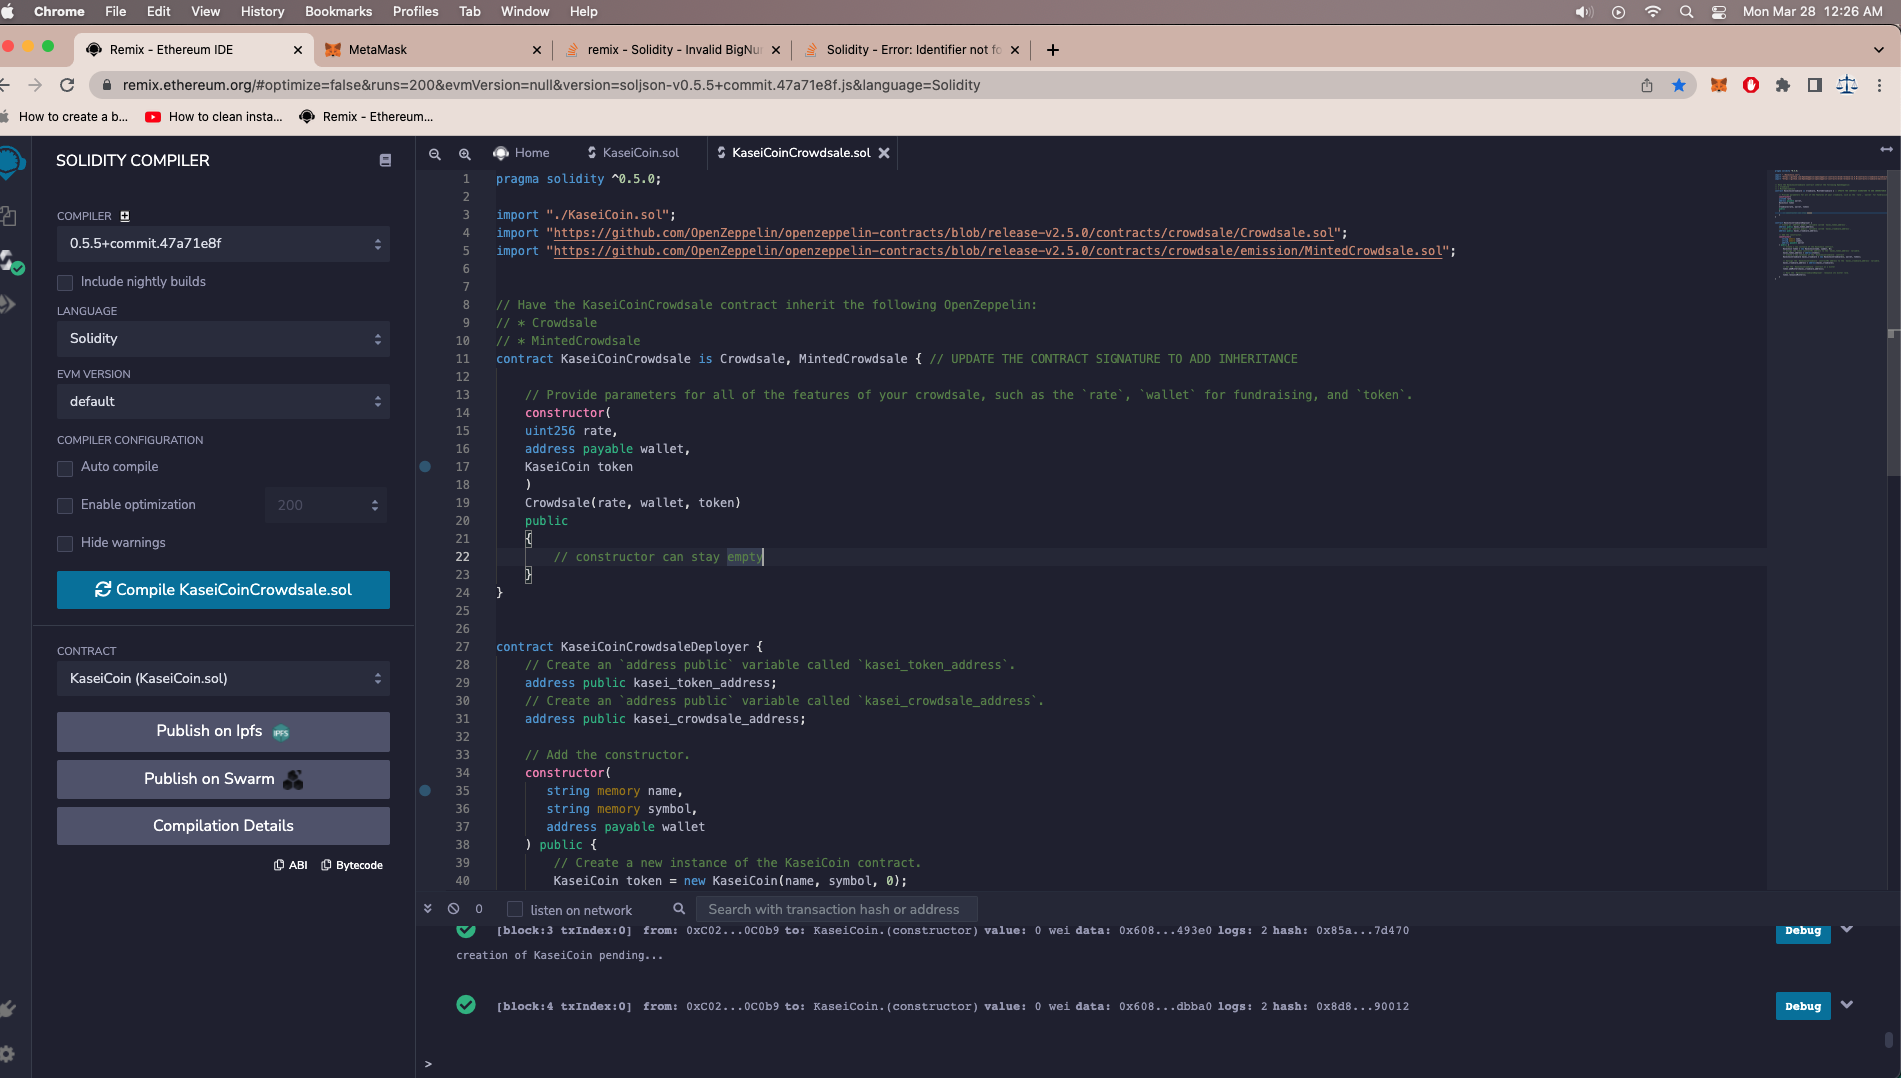 Chrome File Edit View History Bookmarks Profiles Tab Window Help Mon Mar 28 12:26 AM
Remix - Ethereum IDE MetaMask remix - Solidity - Invalid BigNu Solidity - Error: Identifier not fo
remix.ethereum.org/#optimize=false&runs=200&evmVersion=null&version=soljson-v0.5.5+commit.47a71e8f.js&language=Solidity
How to create a b... How to clean insta... Remix - Ethereum...
SOLIDITY COMPILER
COMPILER
0.5.5+commit.47a71e8f
Include nightly builds
LANGUAGE
Solidity
EVM VERSION
default
COMPILER CONFIGURATION
Auto compile
Enable optimization 200
Hide warnings
Compile KaseiCoinCrowdsale.sol
CONTRACT
KaseiCoin (KaseiCoin.sol)
Publish on Ipfs IPFS
Publish on Swarm
Compilation Details
ABI Bytecode
Home KaseiCoin.sol KaseiCoinCrowdsale.sol
1 pragma solidity ^0.5.0;
2
3 import "./KaseiCoin.sol";
4 import "https://github.com/OpenZeppelin/openzeppelin-contracts/blob/release-v2.5.0/contracts/crowdsale/Crowdsale.sol";
5 import "https://github.com/OpenZeppelin/openzeppelin-contracts/blob/release-v2.5.0/contracts/crowdsale/emission/MintedCrowdsale.sol";
6
7
8 // Have the KaseiCoinCrowdsale contract inherit the following OpenZeppelin:
9 // * Crowdsale
10 // * MintedCrowdsale
11 contract KaseiCoinCrowdsale is Crowdsale, MintedCrowdsale { // UPDATE THE CONTRACT SIGNATURE TO ADD INHERITANCE
12
13 // Provide parameters for all of the features of your crowdsale, such as the `rate`, `wallet` for fundraising, and `token`.
14 constructor(
15 uint256 rate,
16 address payable wallet,
17 KaseiCoin token
18 )
19 Crowdsale(rate, wallet, token)
20 public
21 {
22 // constructor can stay empty
23 }
24 }
25
26
27 contract KaseiCoinCrowdsaleDeployer {
28 // Create an `address public` variable called `kasei_token_address`.
29 address public kasei_token_address;
30 // Create an `address public` variable called `kasei_crowdsale_address`.
31 address public kasei_crowdsale_address;
32
33 // Add the constructor.
34 constructor(
35 string memory name,
36 string memory symbol,
37 address payable wallet
38 ) public {
39 // Create a new instance of the KaseiCoin contract.
40 KaseiCoin token = new KaseiCoin(name, symbol, 0);
0 listen on network Search with transaction hash or address
[block:3 txIndex:0] from: 0xC02...0C0b9 to: KaseiCoin.(constructor) value: 0 wei data: 0x608...493e0 logs: 2 hash: 0x85a...7d470 Debug
creation of KaseiCoin pending...
[block:4 txIndex:0] from: 0xC02...0C0b9 to: KaseiCoin.(constructor) value: 0 wei data: 0x608...dbba0 logs: 2 hash: 0x8d8...90012 Debug
>